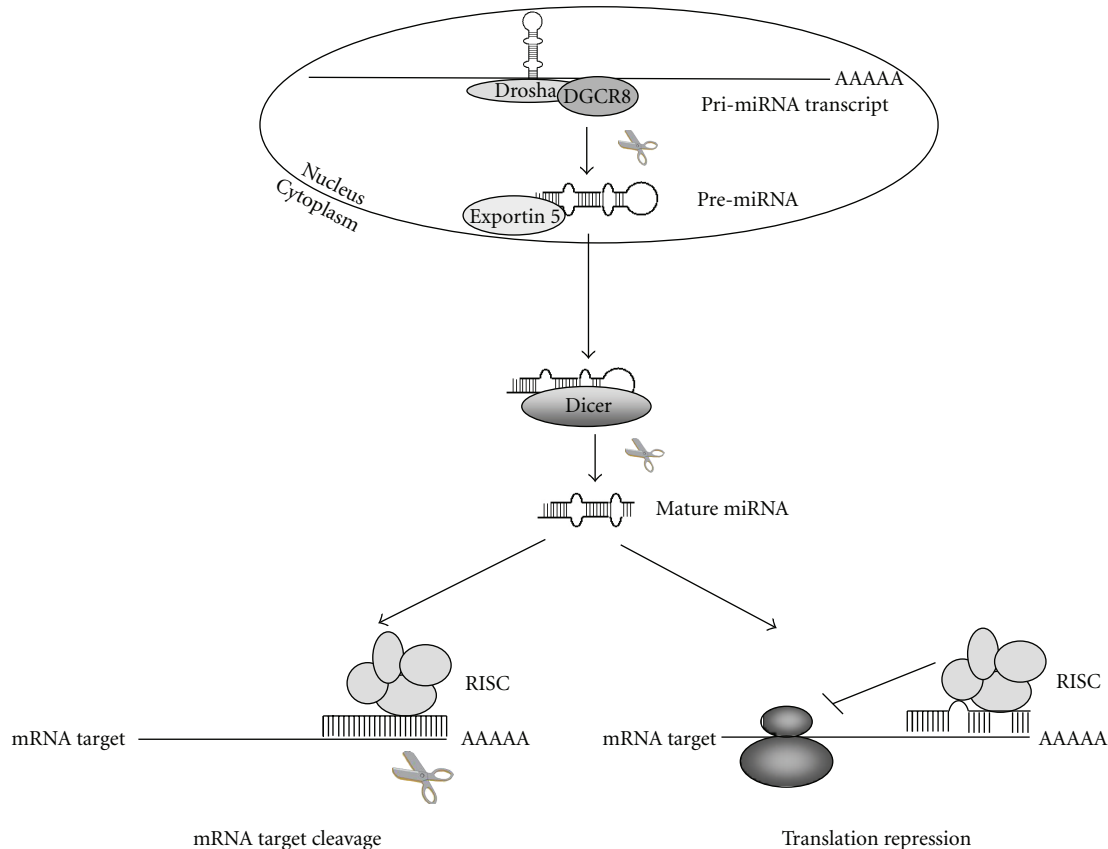 AAAAA
Drosha
DGCR8
Pri-miRNA transcript
Nucleus
Cytoplasm
Exportin 5
Pre-miRNA
Dicer
Mature miRNA
RISC
mRNA target
AAAAA
RISC
mRNA target
AAAAA
mRNA target cleavage
Translation repression